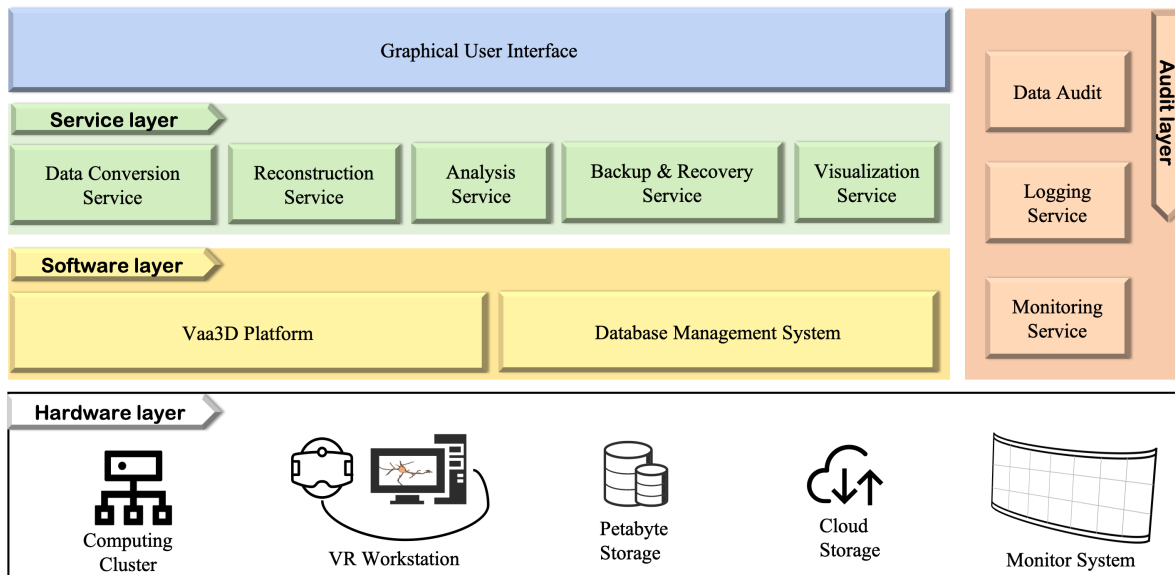 Graphical User Interface
Service layer
Data Conversion
Service
Reconstruction
Service
Analysis
Service
Backup & Recovery
Service
Visualization
Service
Software layer
Vaa3D Platform
Database Management System
Audit layer
Data Audit
Logging
Service
Monitoring
Service
Hardware layer
Computing
Cluster
VR Workstation
Petabyte
Storage
Cloud
Storage
Monitor System